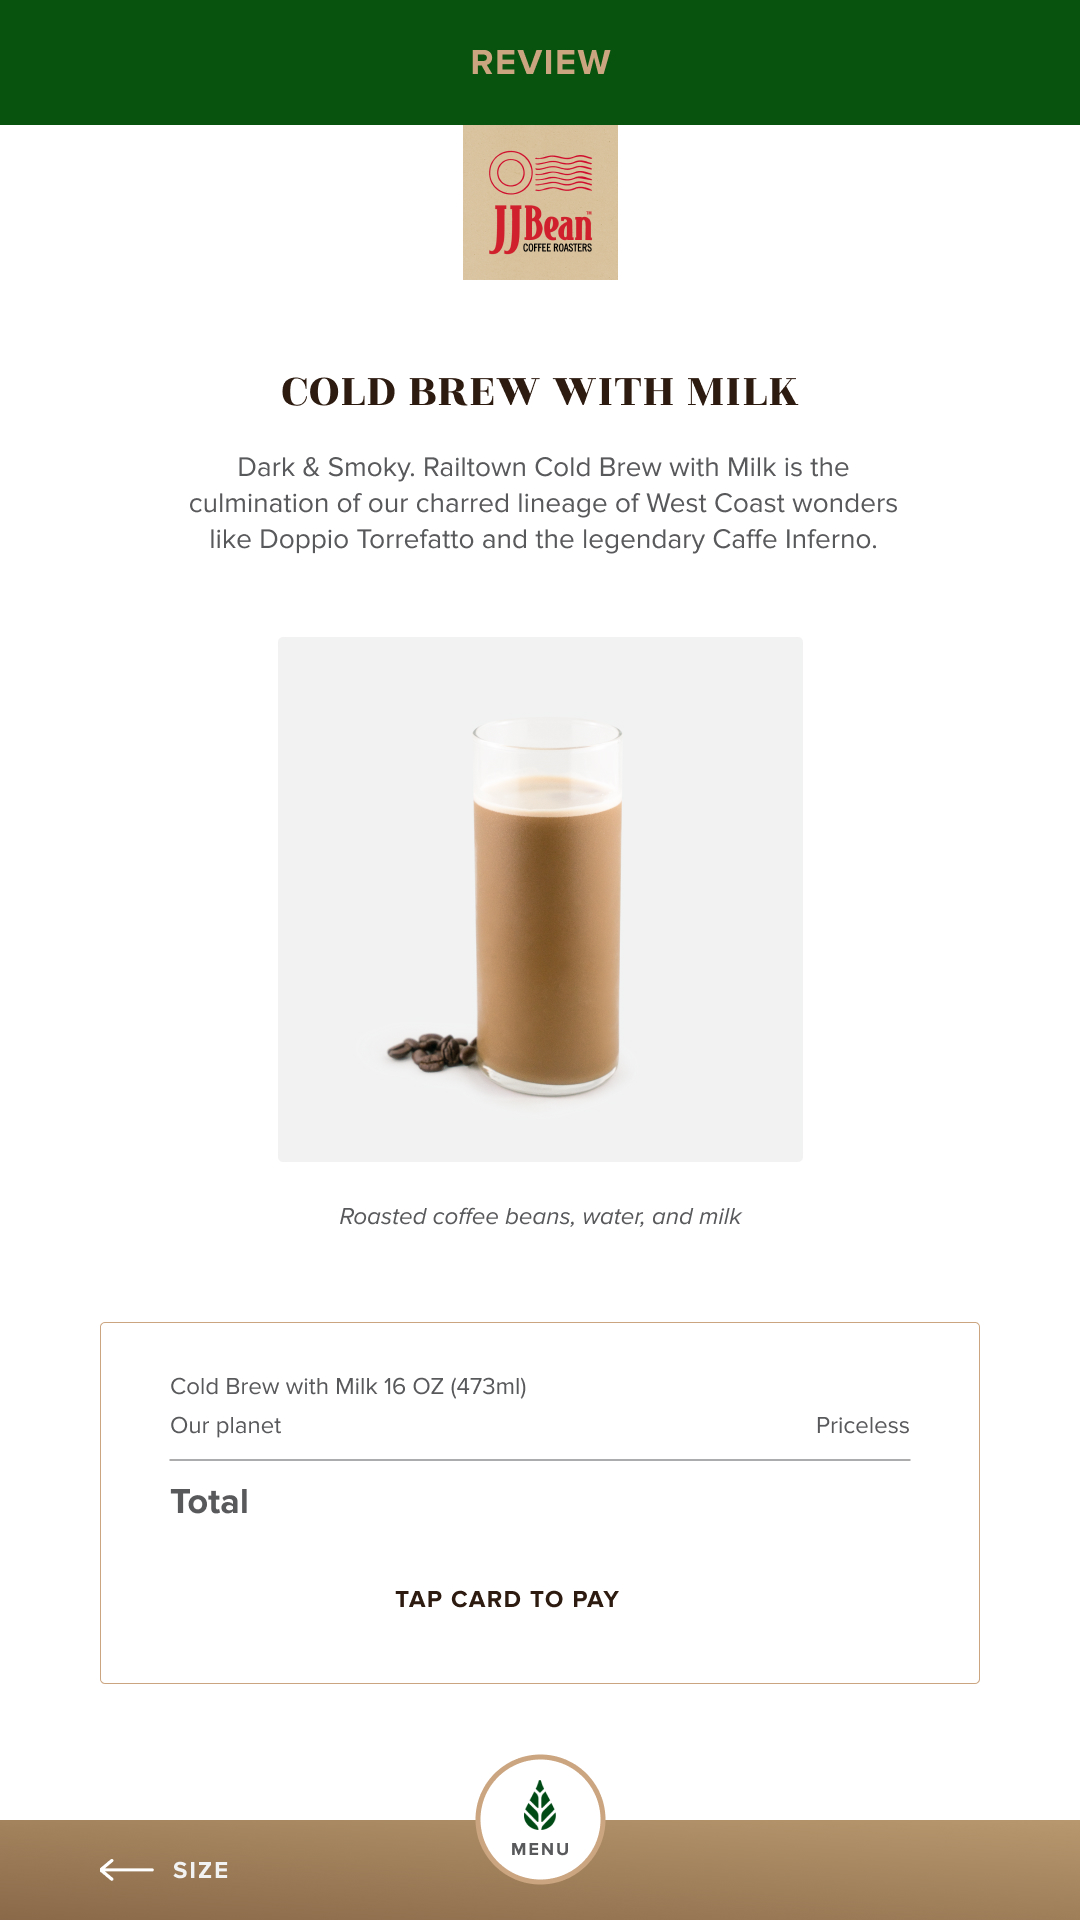 REVIEW
JJBean™
COFFEE ROASTERS
COLD BREW WITH MILK
Dark & Smoky. Railtown Cold Brew with Milk is the
culmination of our charred lineage of West Coast wonders
like Doppio Torrefatto and the legendary Caffe Inferno.
Roasted coffee beans, water, and milk
Cold Brew with Milk 16 OZ (473ml)
Our planet Priceless
Total
TAP CARD TO PAY
MENU
SIZE